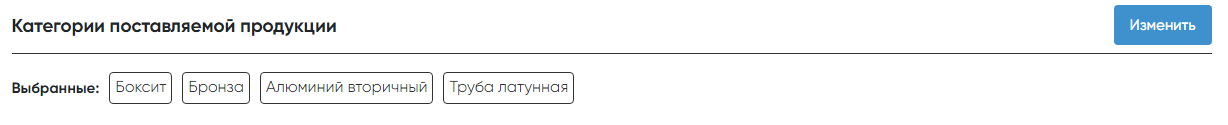 Категории поставляемой продукции
Изменить
Выбранные: Боксит Бронза Алюминий вторичный Труба латунная